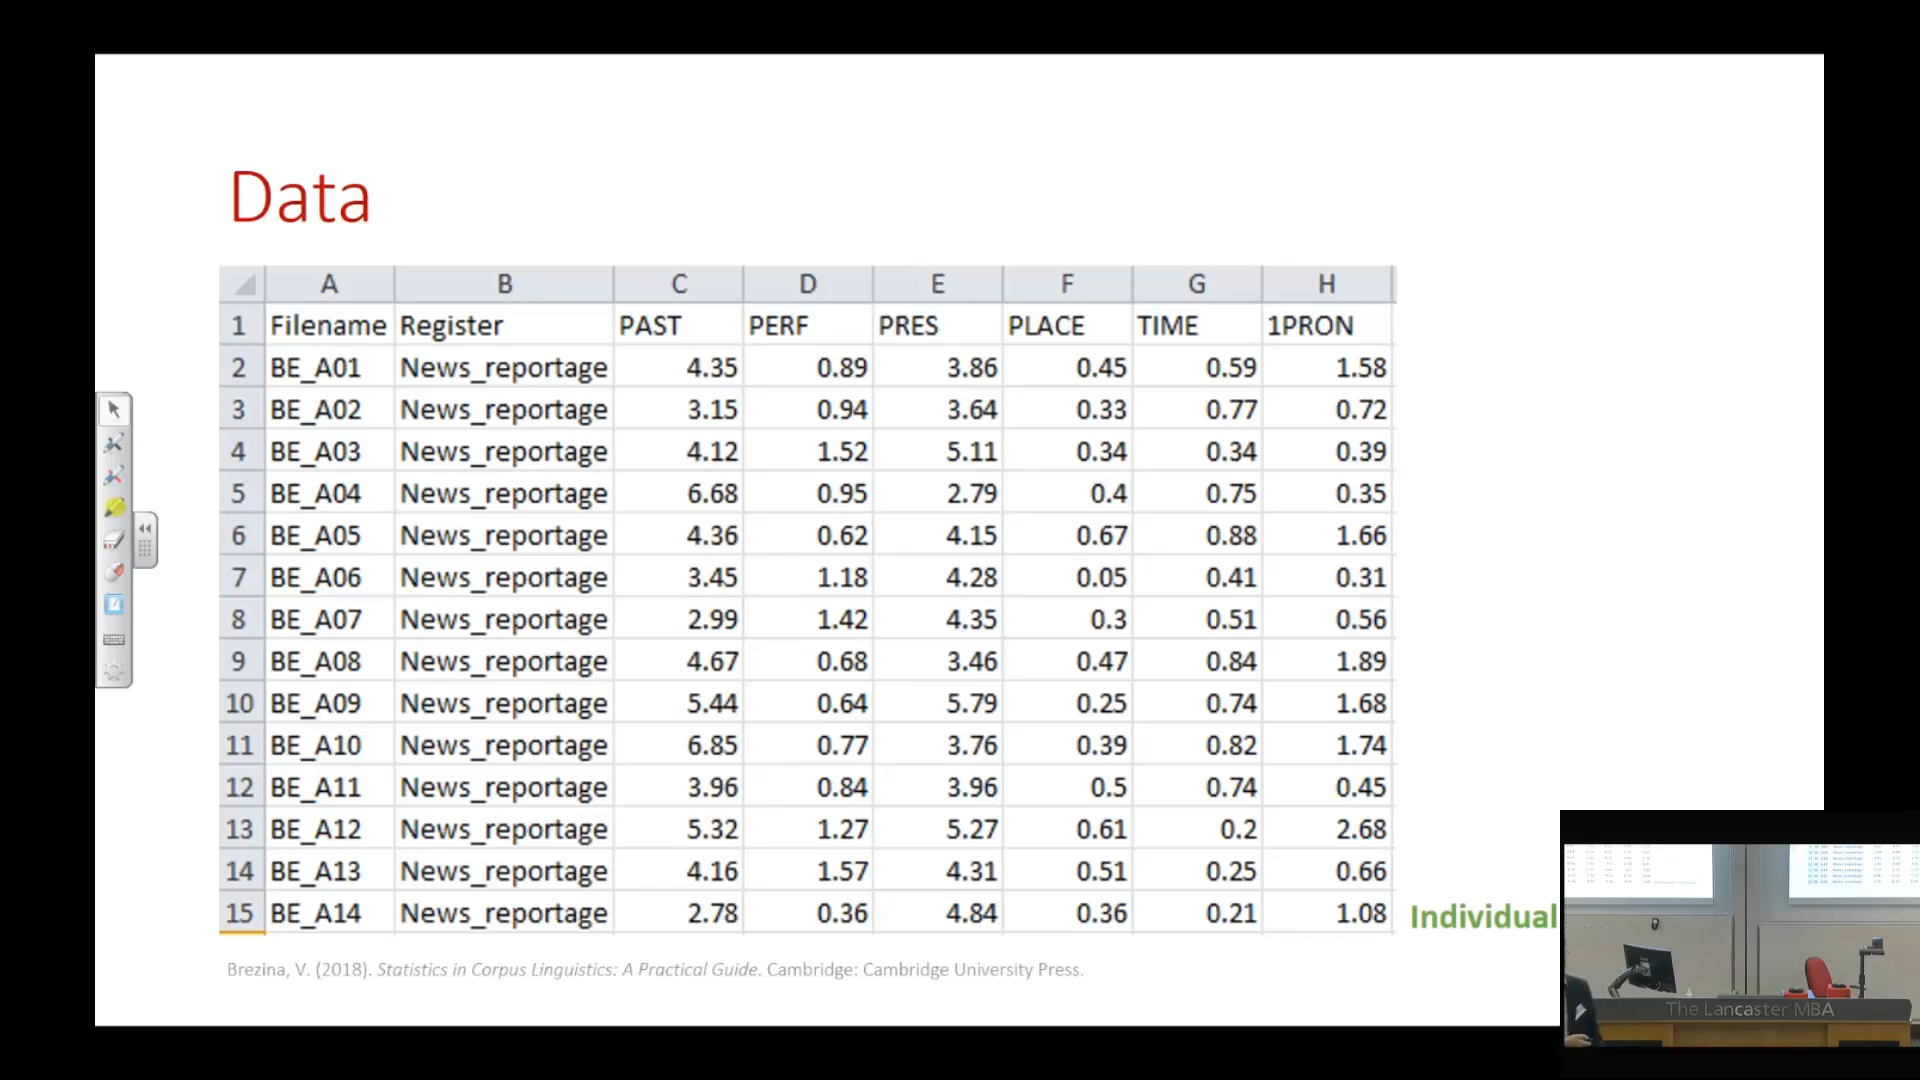 Data
A B C D E F G H
1 Filename Register PAST PERF PRES PLACE TIME 1PRON
2 BE_A01 News_reportage 4.35 0.89 3.86 0.45 0.59 1.58
3 BE_A02 News_reportage 3.15 0.94 3.64 0.33 0.77 0.72
4 BE_A03 News_reportage 4.12 1.52 5.11 0.34 0.34 0.39
5 BE_A04 News_reportage 6.68 0.95 2.79 0.4 0.75 0.35
6 BE_A05 News_reportage 4.36 0.62 4.15 0.67 0.88 1.66
7 BE_A06 News_reportage 3.45 1.18 4.28 0.05 0.41 0.31
8 BE_A07 News_reportage 2.99 1.42 4.35 0.3 0.51 0.56
9 BE_A08 News_reportage 4.67 0.68 3.46 0.47 0.84 1.89
10 BE_A09 News_reportage 5.44 0.64 5.79 0.25 0.74 1.68
11 BE_A10 News_reportage 6.85 0.77 3.76 0.39 0.82 1.74
12 BE_A11 News_reportage 3.96 0.84 3.96 0.5 0.74 0.45
13 BE_A12 News_reportage 5.32 1.27 5.27 0.61 0.2 2.68
14 BE_A13 News_reportage 4.16 1.57 4.31 0.51 0.25 0.66
15 BE_A14 News_reportage 2.78 0.36 4.84 0.36 0.21 1.08
Individual
Brezina, V. (2018). Statistics in Corpus Linguistics: A Practical Guide. Cambridge: Cambridge University Press.
The Lancaster MBA